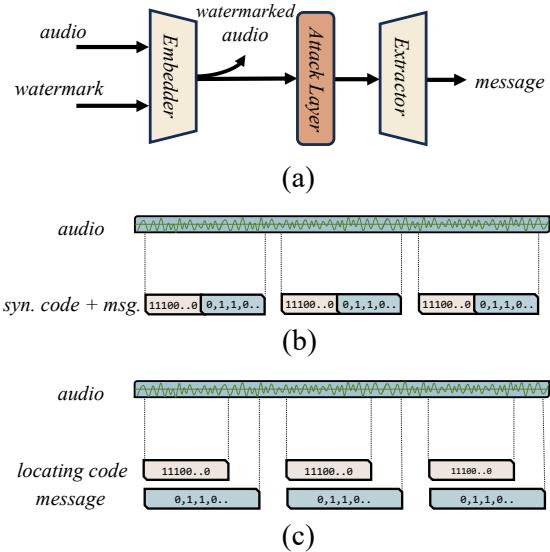 audio
watermark
Embedder
watermarked
audio
Attack Layer
Extractor
message
(a)
audio
syn. code + msg.
11100..0 0,1,1,0.. 11100..0 0,1,1,0.. 11100..0 0,1,1,0..
(b)
audio
locating code
11100..0 11100..0 11100..0
message
0,1,1,0.. 0,1,1,0.. 0,1,1,0..
(c)